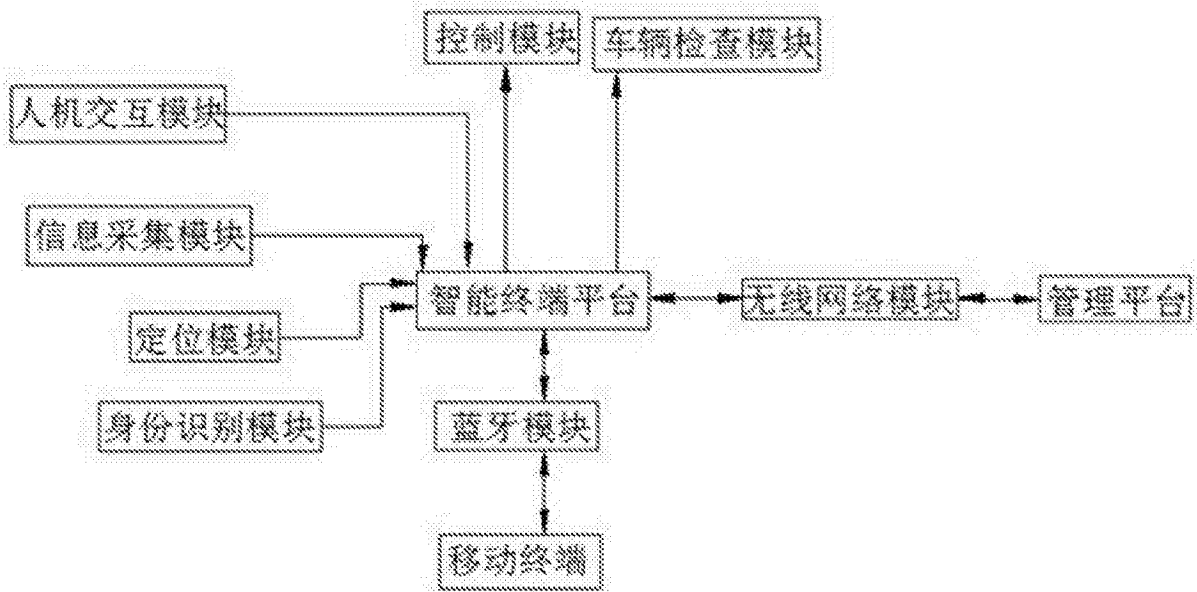 控制模块
车辆检查模块
人机交互模块
信息采集模块
智能终端平台
无线网络模块
管理平台
定位模块
身份识别模块
蓝牙模块
移动终端